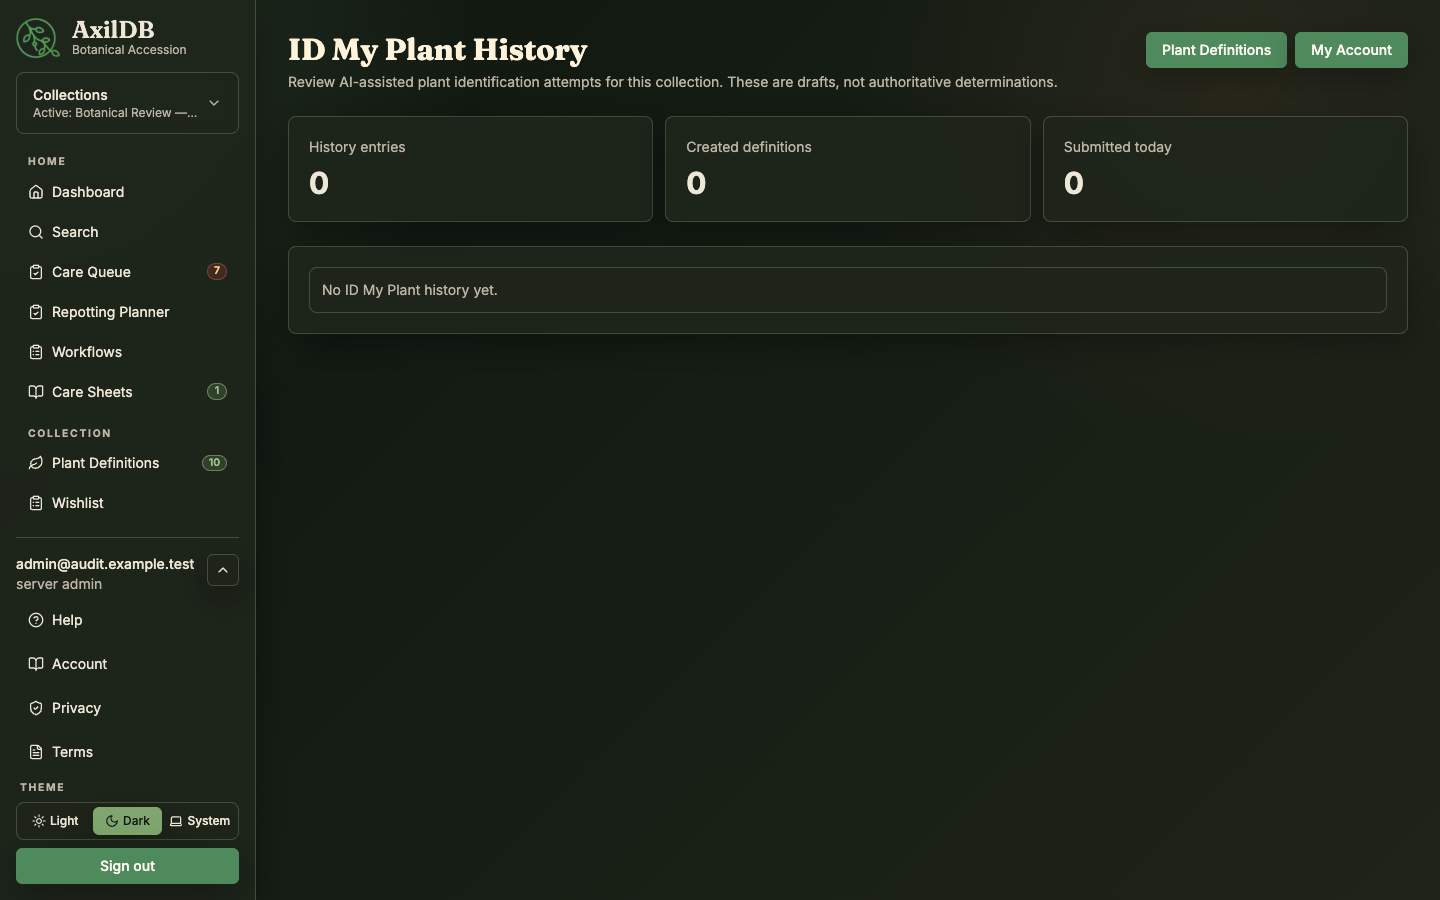 AxilDB
Botanical Accession
Collections
Active: Botanical Review —...
HOME
Dashboard
Search
Care Queue 7
Repotting Planner
Workflows
Care Sheets 1
COLLECTION
Plant Definitions 10
Wishlist
admin@audit.example.test
server admin
Help
Account
Privacy
Terms
THEME
Light Dark System
Sign out
ID My Plant History
Review AI-assisted plant identification attempts for this collection. These are drafts, not authoritative determinations.
Plant Definitions My Account
History entries
0
Created definitions
0
Submitted today
0
No ID My Plant history yet.